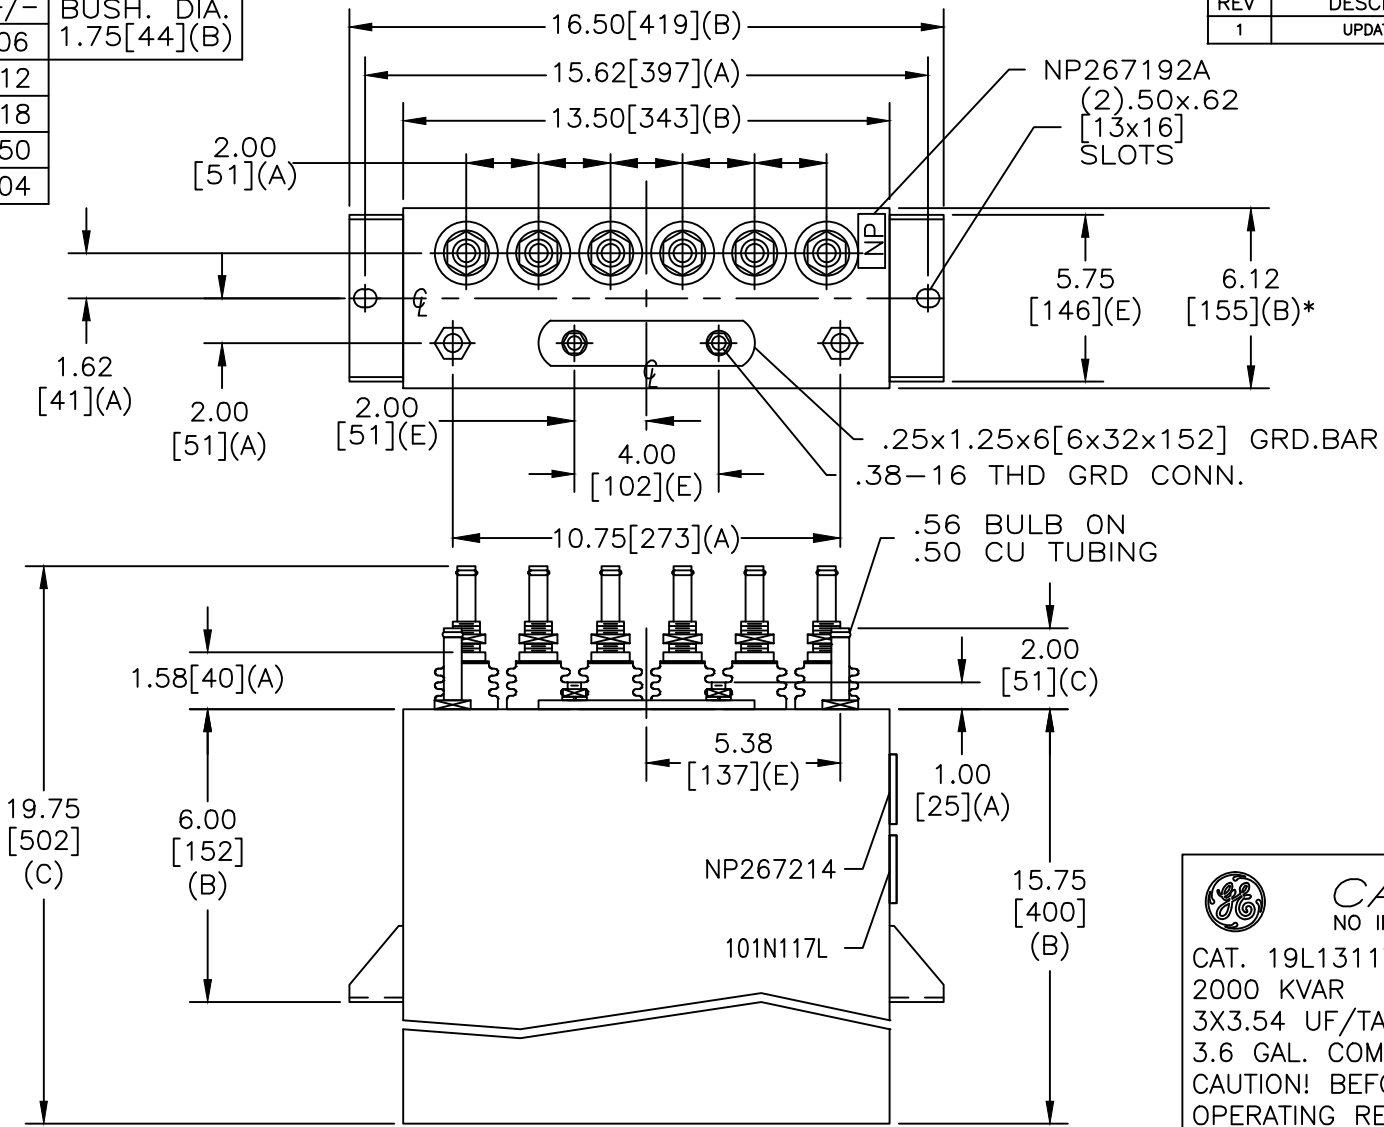 +/-
06
12
18
50
04
BUSH. DIA.
1.75[44](B)
REV
1
16.50[419](B)
15.62[397](A)
13.50[343](B)
2.00
[51](A)
NP267192A
(2).50x.62
[13x16]
SLOTS
NP
5.75
[146](E)
6.12
[155](B)*
1.62
[41](A)
2.00
[51](A)
2.00
[51](E)
4.00
[102](E)
.25x1.25x6[6x32x152] GRD.BAR
.38-16 THD GRD CONN.
10.75[273](A)
.56 BULB ON
.50 CU TUBING
1.58[40](A)
2.00
[51](C)
5.38
[137](E)
1.00
[25](A)
19.75
[502]
(C)
6.00
[152]
(B)
NP267214
101N117L
15.75
[400]
(B)
NO
CAT. 19L1311
2000 KVAR
3X3.54 UF/TA
3.6 GAL. COM
CAUTION! BEFO
OPERATING RE